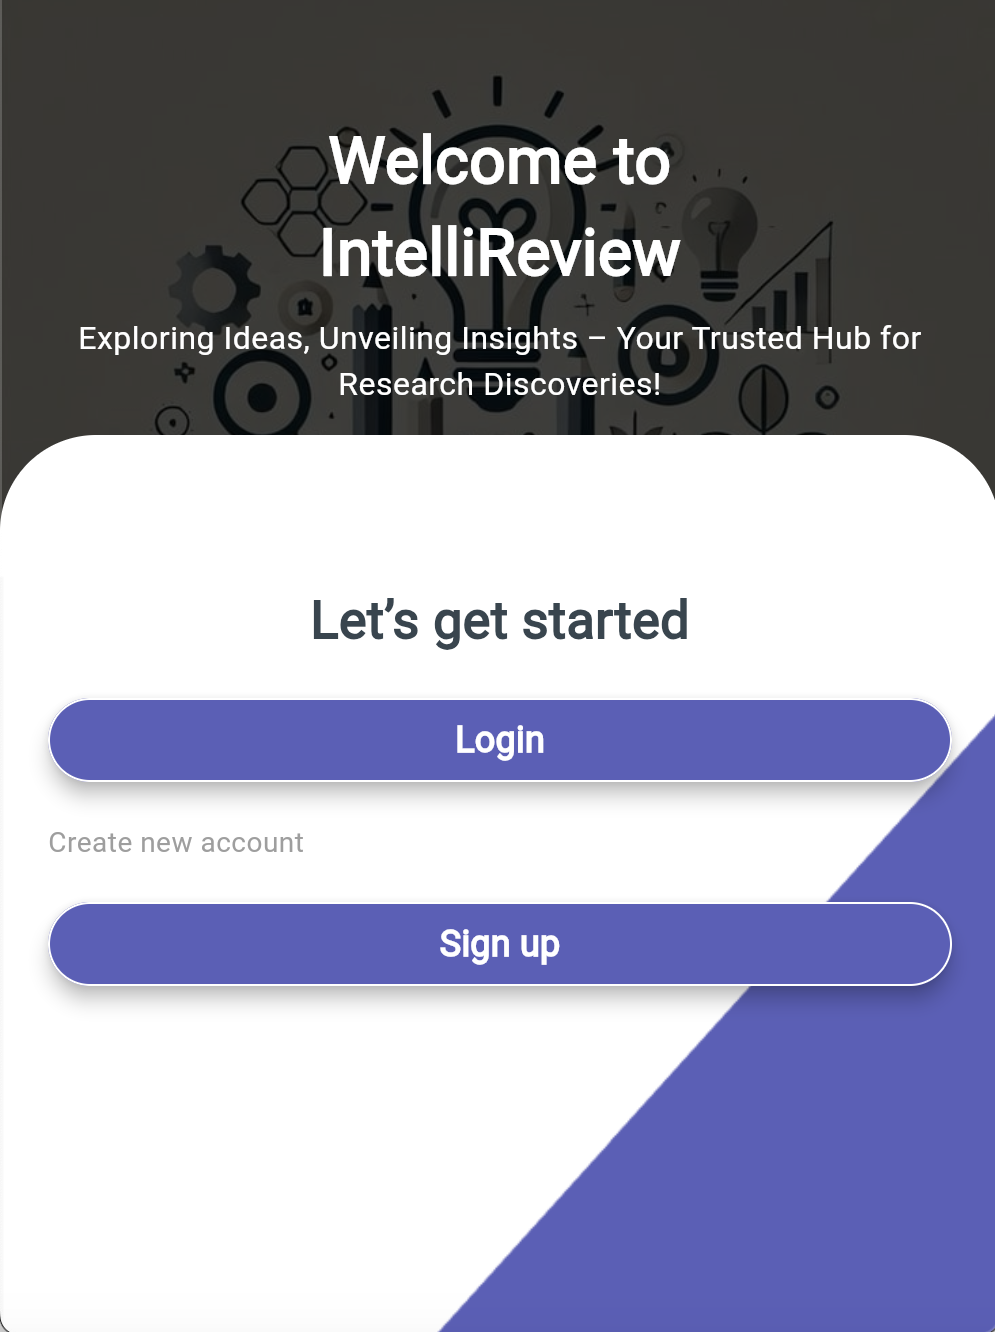 Welcome to
IntelliReview
Exploring Ideas, Unveiling Insights – Your Trusted Hub for
Research Discoveries!
Let’s get started
Login
Create new account
Sign up